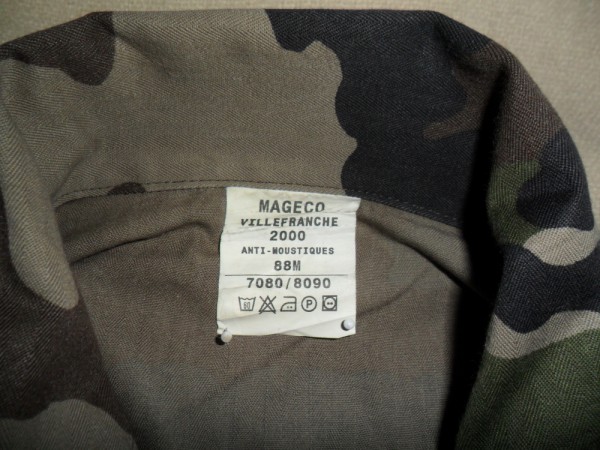 MAGECO
VILLEFRANCHE
2000
ANTI-MOUSTIQUES
88M
7080/8090
P